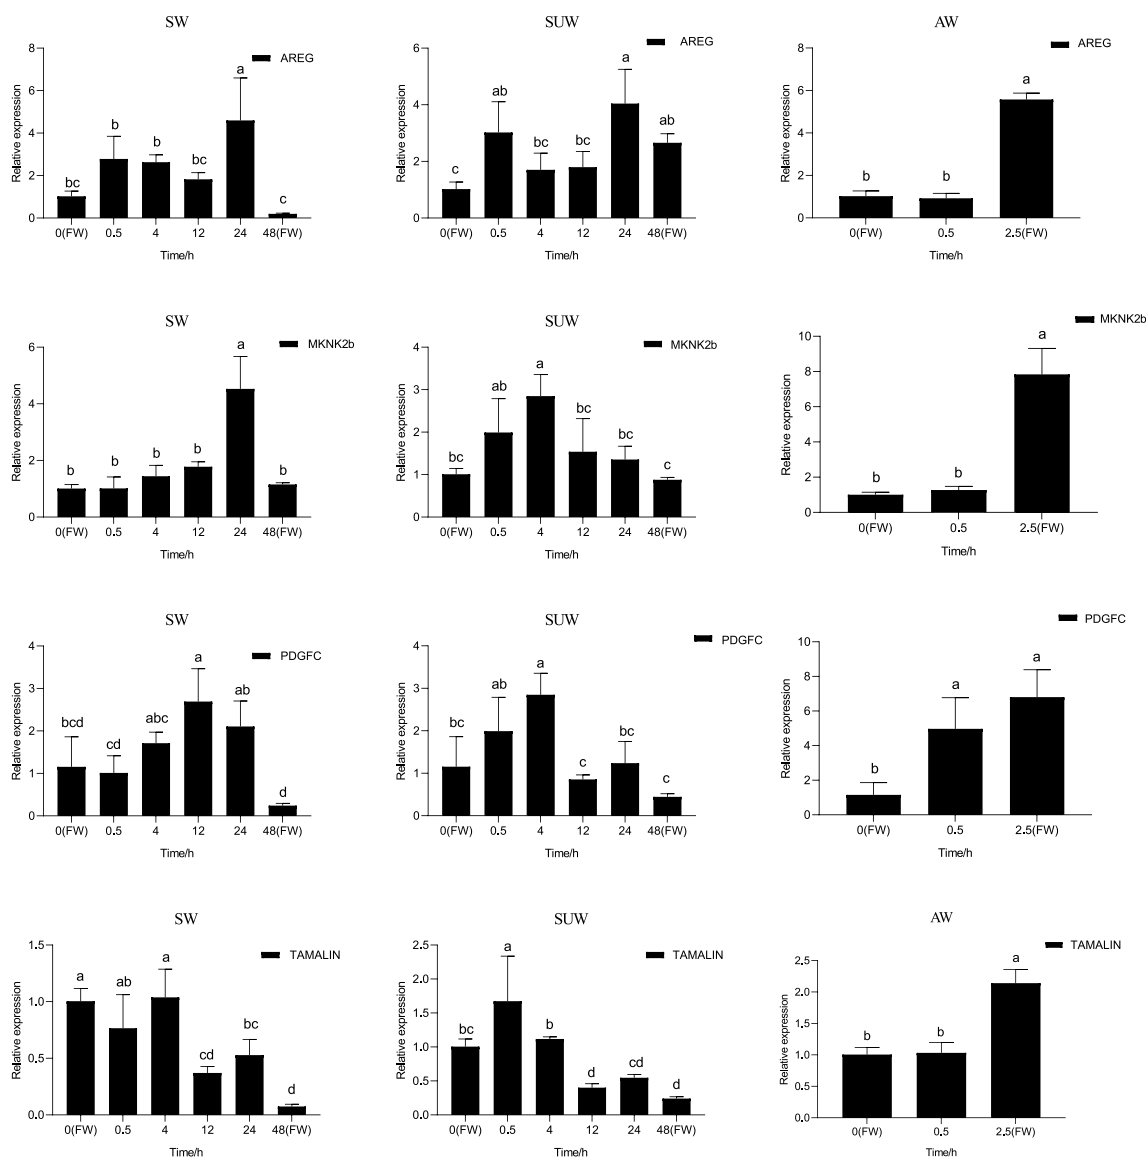 SW
AREG
8
6
4
2
0
Relative expression
bc
b
b
bc
a
c
0(FW) 0.5 4 12 24 48(FW)
Time/h
SUW
AREG
6
4
2
0
Relative expression
c
ab
bc
bc
a
ab
0(FW) 0.5 4 12 24 48(FW)
Time/h
AW
AREG
8
6
4
2
0
Relative expression
b
b
a
0(FW) 0.5 2.5(FW)
Time/h
SW
MKNK2b
6
4
2
0
Relative expression
b
b
b
b
a
b
0(FW) 0.5 4 12 24 48(FW)
Time/h
SUW
MKNK2b
4
3
2
1
0
Relative expression
bc
ab
a
bc
bc
c
0(FW) 0.5 4 12 24 48(FW)
Time/h
MKNK2b
10
8
6
4
2
0
Relative expression
b
b
a
0(FW) 0.5 2.5(FW)
Time/h
SW
PDGFC
4
3
2
1
0
Relative expression
bcd
cd
abc
a
ab
d
0(FW) 0.5 4 12 24 48(FW)
Time/h
SUW
PDGFC
4
3
2
1
0
Relative expression
bc
ab
a
c
bc
c
0(FW) 0.5 4 12 24 48(FW)
Time/h
PDGFC
10
8
6
4
2
0
Relative expression
b
a
a
0(FW) 0.5 2.5(FW)
Time/h
SW
TAMALIN
1.5
1.0
0.5
0.0
Relative expression
a
ab
a
cd
bc
d
0(FW) 0.5 4 12 24 48(FW)
Time/h
SUW
TAMALIN
2.5
2.0
1.5
1.0
0.5
0.0
Relative expression
bc
a
b
d
cd
d
0(FW) 0.5 4 12 24 48(FW)
Time/h
AW
TAMALIN
2.5
2.0
1.5
1.0
0.5
0.0
Relative expression
b
b
a
0(FW) 0.5 2.5(FW)
Time/h